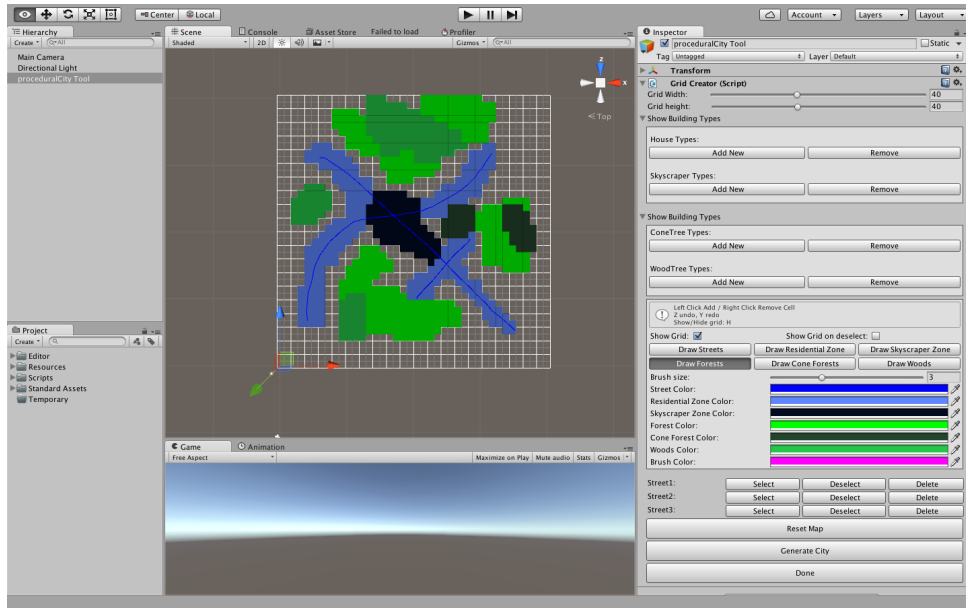 Center Local
Account Layers Layout
Hierarchy
Create All
Main Camera
Directional Light
proceduralCity Tool
Scene Console Asset Store Failed to load Profiler
Shaded 2D Gizmos All
z
x
Top
Project
Create
Editor
Resources
Scripts
Standard Assets
Temporary
Game Animation
Free Aspect Maximize on Play Mute audio Stats Gizmos
Inspector
proceduralCity Tool Static
Tag Untagged Layer Default
Transform
Grid Creator (Script)
Grid Width: 40
Grid height: 40
Show Building Types
House Types:
Add New Remove
Skyscraper Types:
Add New Remove
Show Building Types
ConeTree Types:
Add New Remove
WoodTree Types:
Add New Remove
Left Click Add / Right Click Remove Cell
Z undo, Y redo
Show/Hide grid: H
Show Grid: Show Grid on deselect:
Draw Streets Draw Residential Zone Draw Skyscraper Zone
Draw Forests Draw Cone Forests Draw Woods
Brush size: 3
Street Color:
Residential Zone Color:
Skyscraper Zone Color:
Forest Color:
Cone Forest Color:
Woods Color:
Brush Color:
Street1: Select Deselect Delete
Street2: Select Deselect Delete
Street3: Select Deselect Delete
Reset Map
Generate City
Done